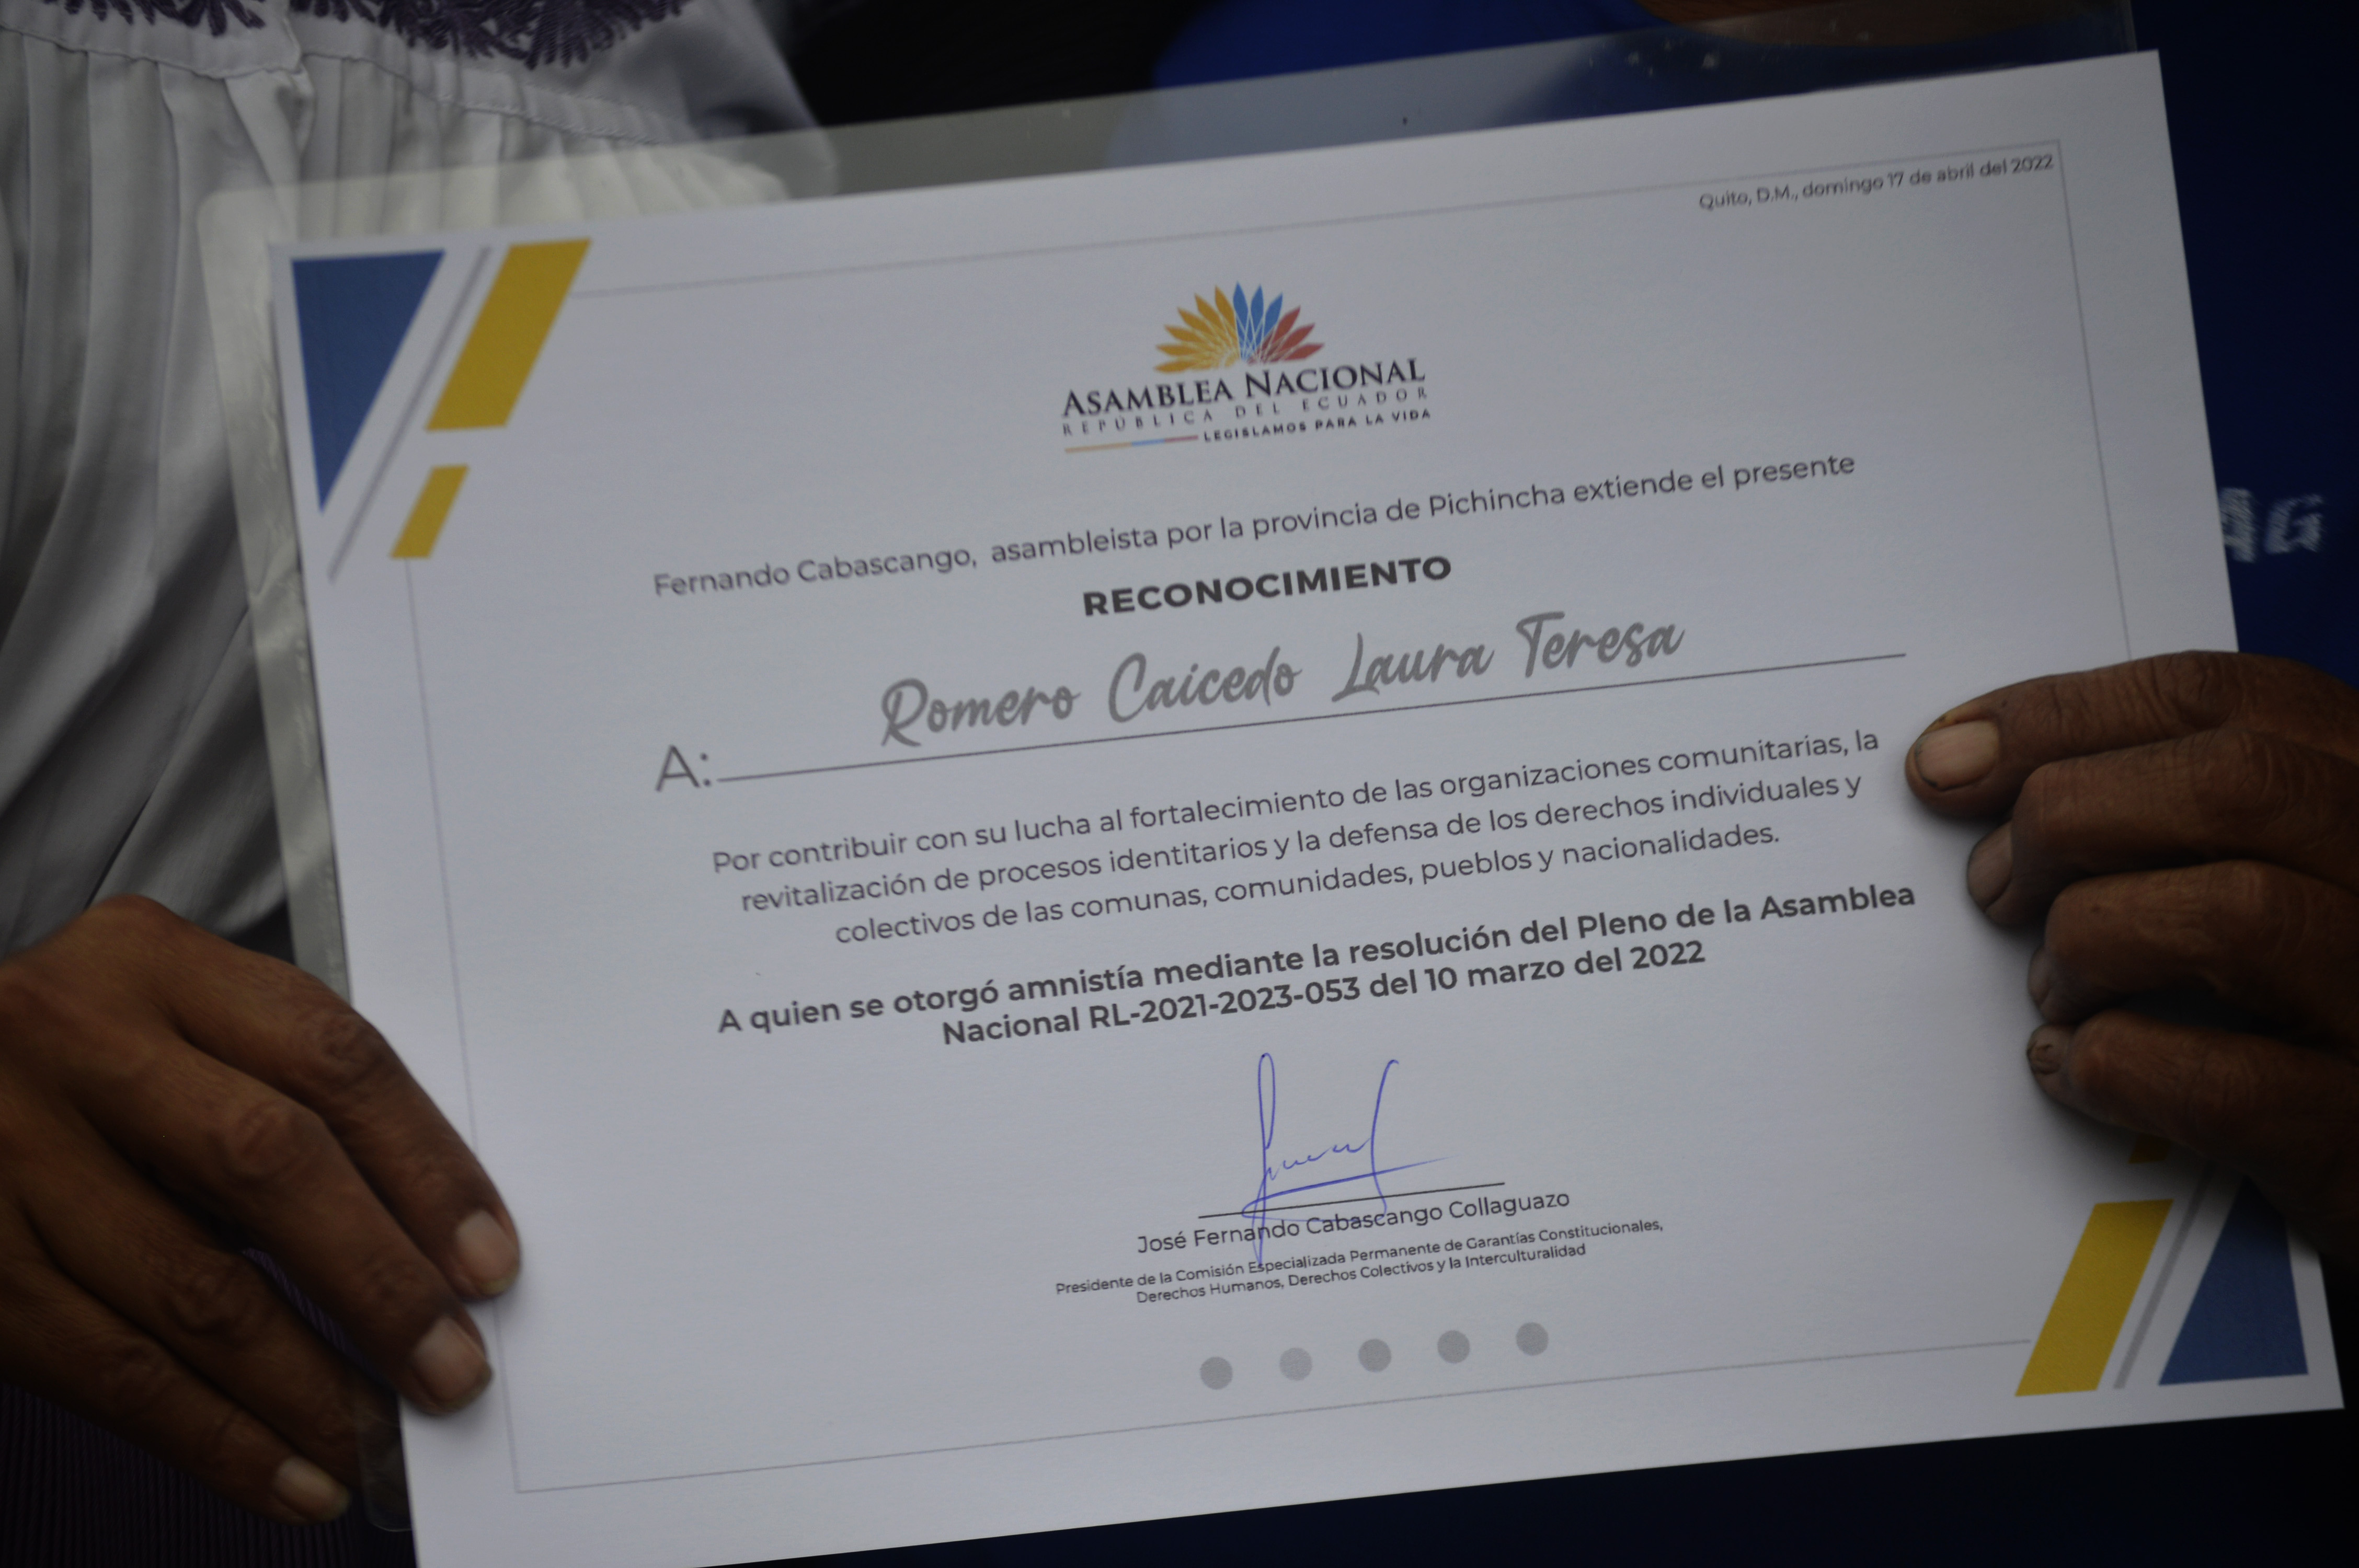 Quito, D.M., domingo 17 de abril del 2022
ASAMBLEA NACIONAL
REPÚBLICA DEL ECUADOR
LEGISLAMOS PARA LA VIDA
Fernando Cabascango, asambleista por la provincia de Pichincha extiende el presente
RECONOCIMIENTO
A: Romero Caicedo Laura Teresa
Por contribuir con su lucha al fortalecimiento de las organizaciones comunitarias, la
revitalización de procesos identitarios y la defensa de los derechos individuales y
colectivos de las comunas, comunidades, pueblos y nacionalidades.
A quien se otorgó amnistía mediante la resolución del Pleno de la Asamblea
Nacional RL-2021-2023-053 del 10 marzo del 2022
José Fernando Cabascango Collaguazo
Presidente de la Comisión Especializada Permanente de Garantías Constitucionales,
Derechos Humanos, Derechos Colectivos y la Interculturalidad